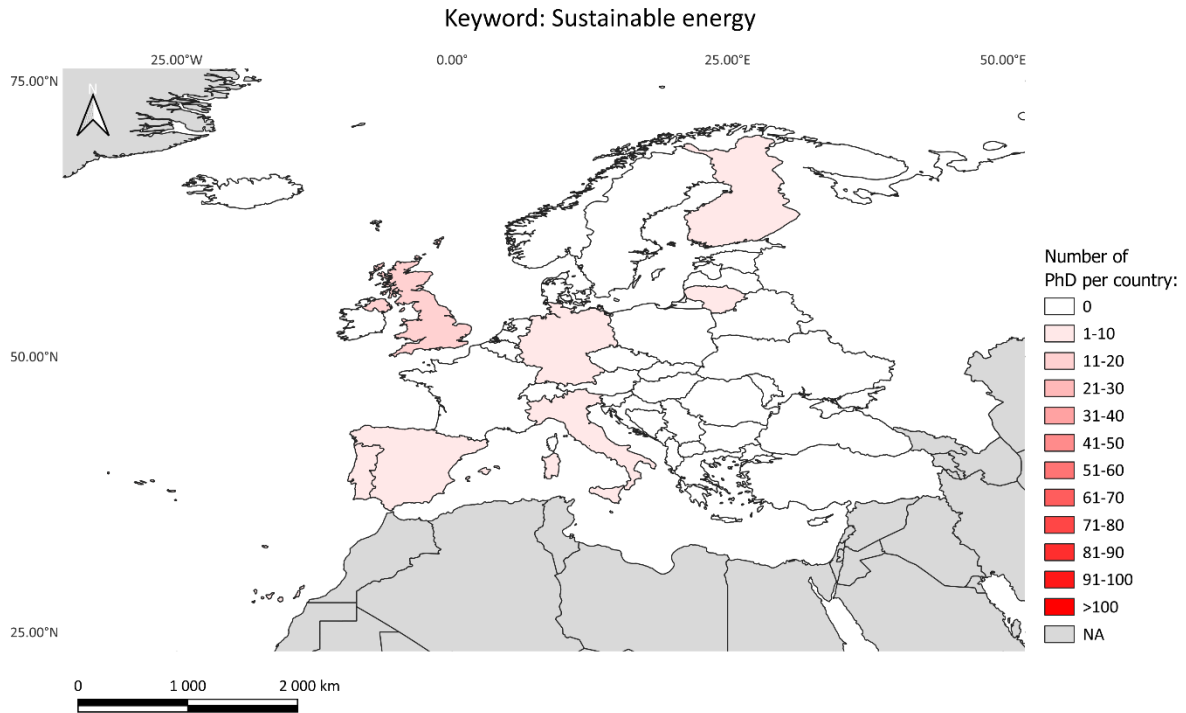 Keyword: Sustainable energy
25.00°W 0.00° 25.00°E 50.00°E
75.00°N
N
50.00°N
25.00°N
Number of
PhD per country:
0
1-10
11-20
21-30
31-40
41-50
51-60
61-70
71-80
81-90
91-100
>100
NA
0 1 000 2 000 km